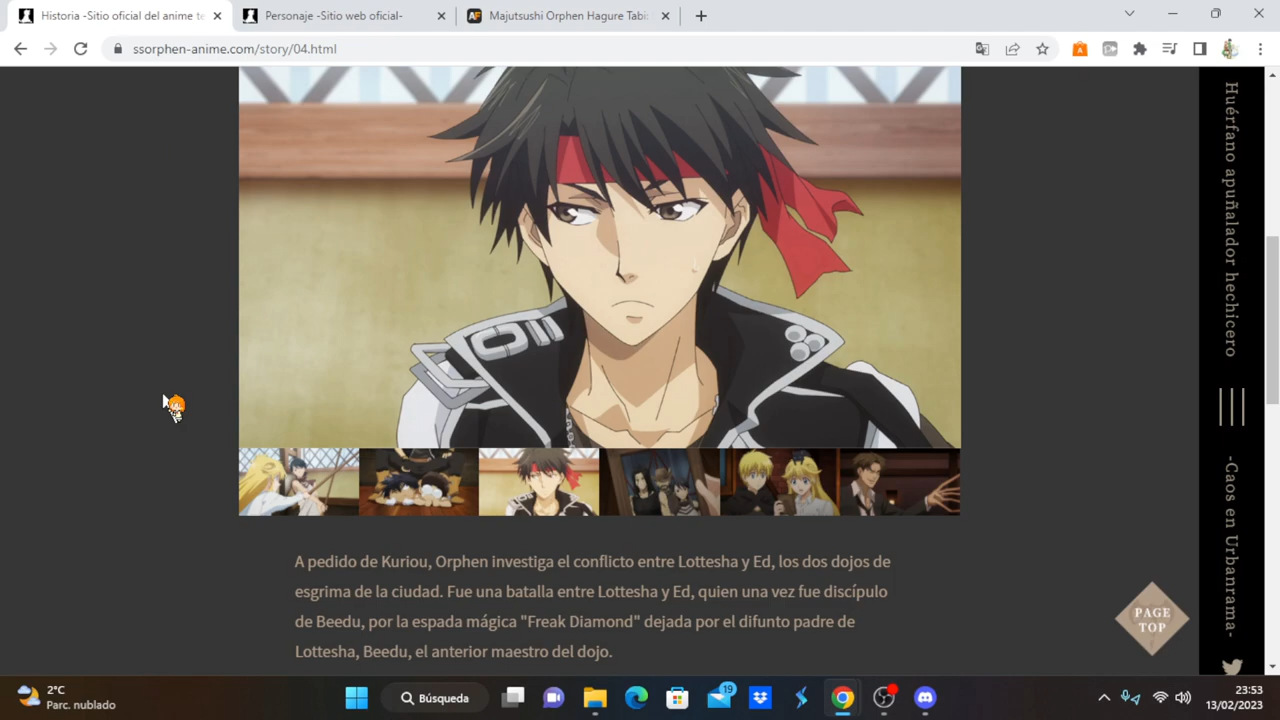 Historia -Sitio oficial del anime te
Personaje -Sitio web oficial-
Majutsushi Orphen Hagure Tabi:
ssorphen-anime.com/story/04.html
Huérfano apuñalador hechicero
-Caos en Urbanrama-
A pedido de Kuriou, Orphen investiga el conflicto entre Lottesha y Ed, los dos dojos de
esgrima de la ciudad. Fue una batalla entre Lottesha y Ed, quien una vez fue discípulo
de Beedu, por la espada mágica "Freak Diamond" dejada por el difunto padre de
Lottesha, Beedu, el anterior maestro del dojo.
PAGE
TOP
2°C
Parc. nublado
Búsqueda
19
23:53
13/02/2023